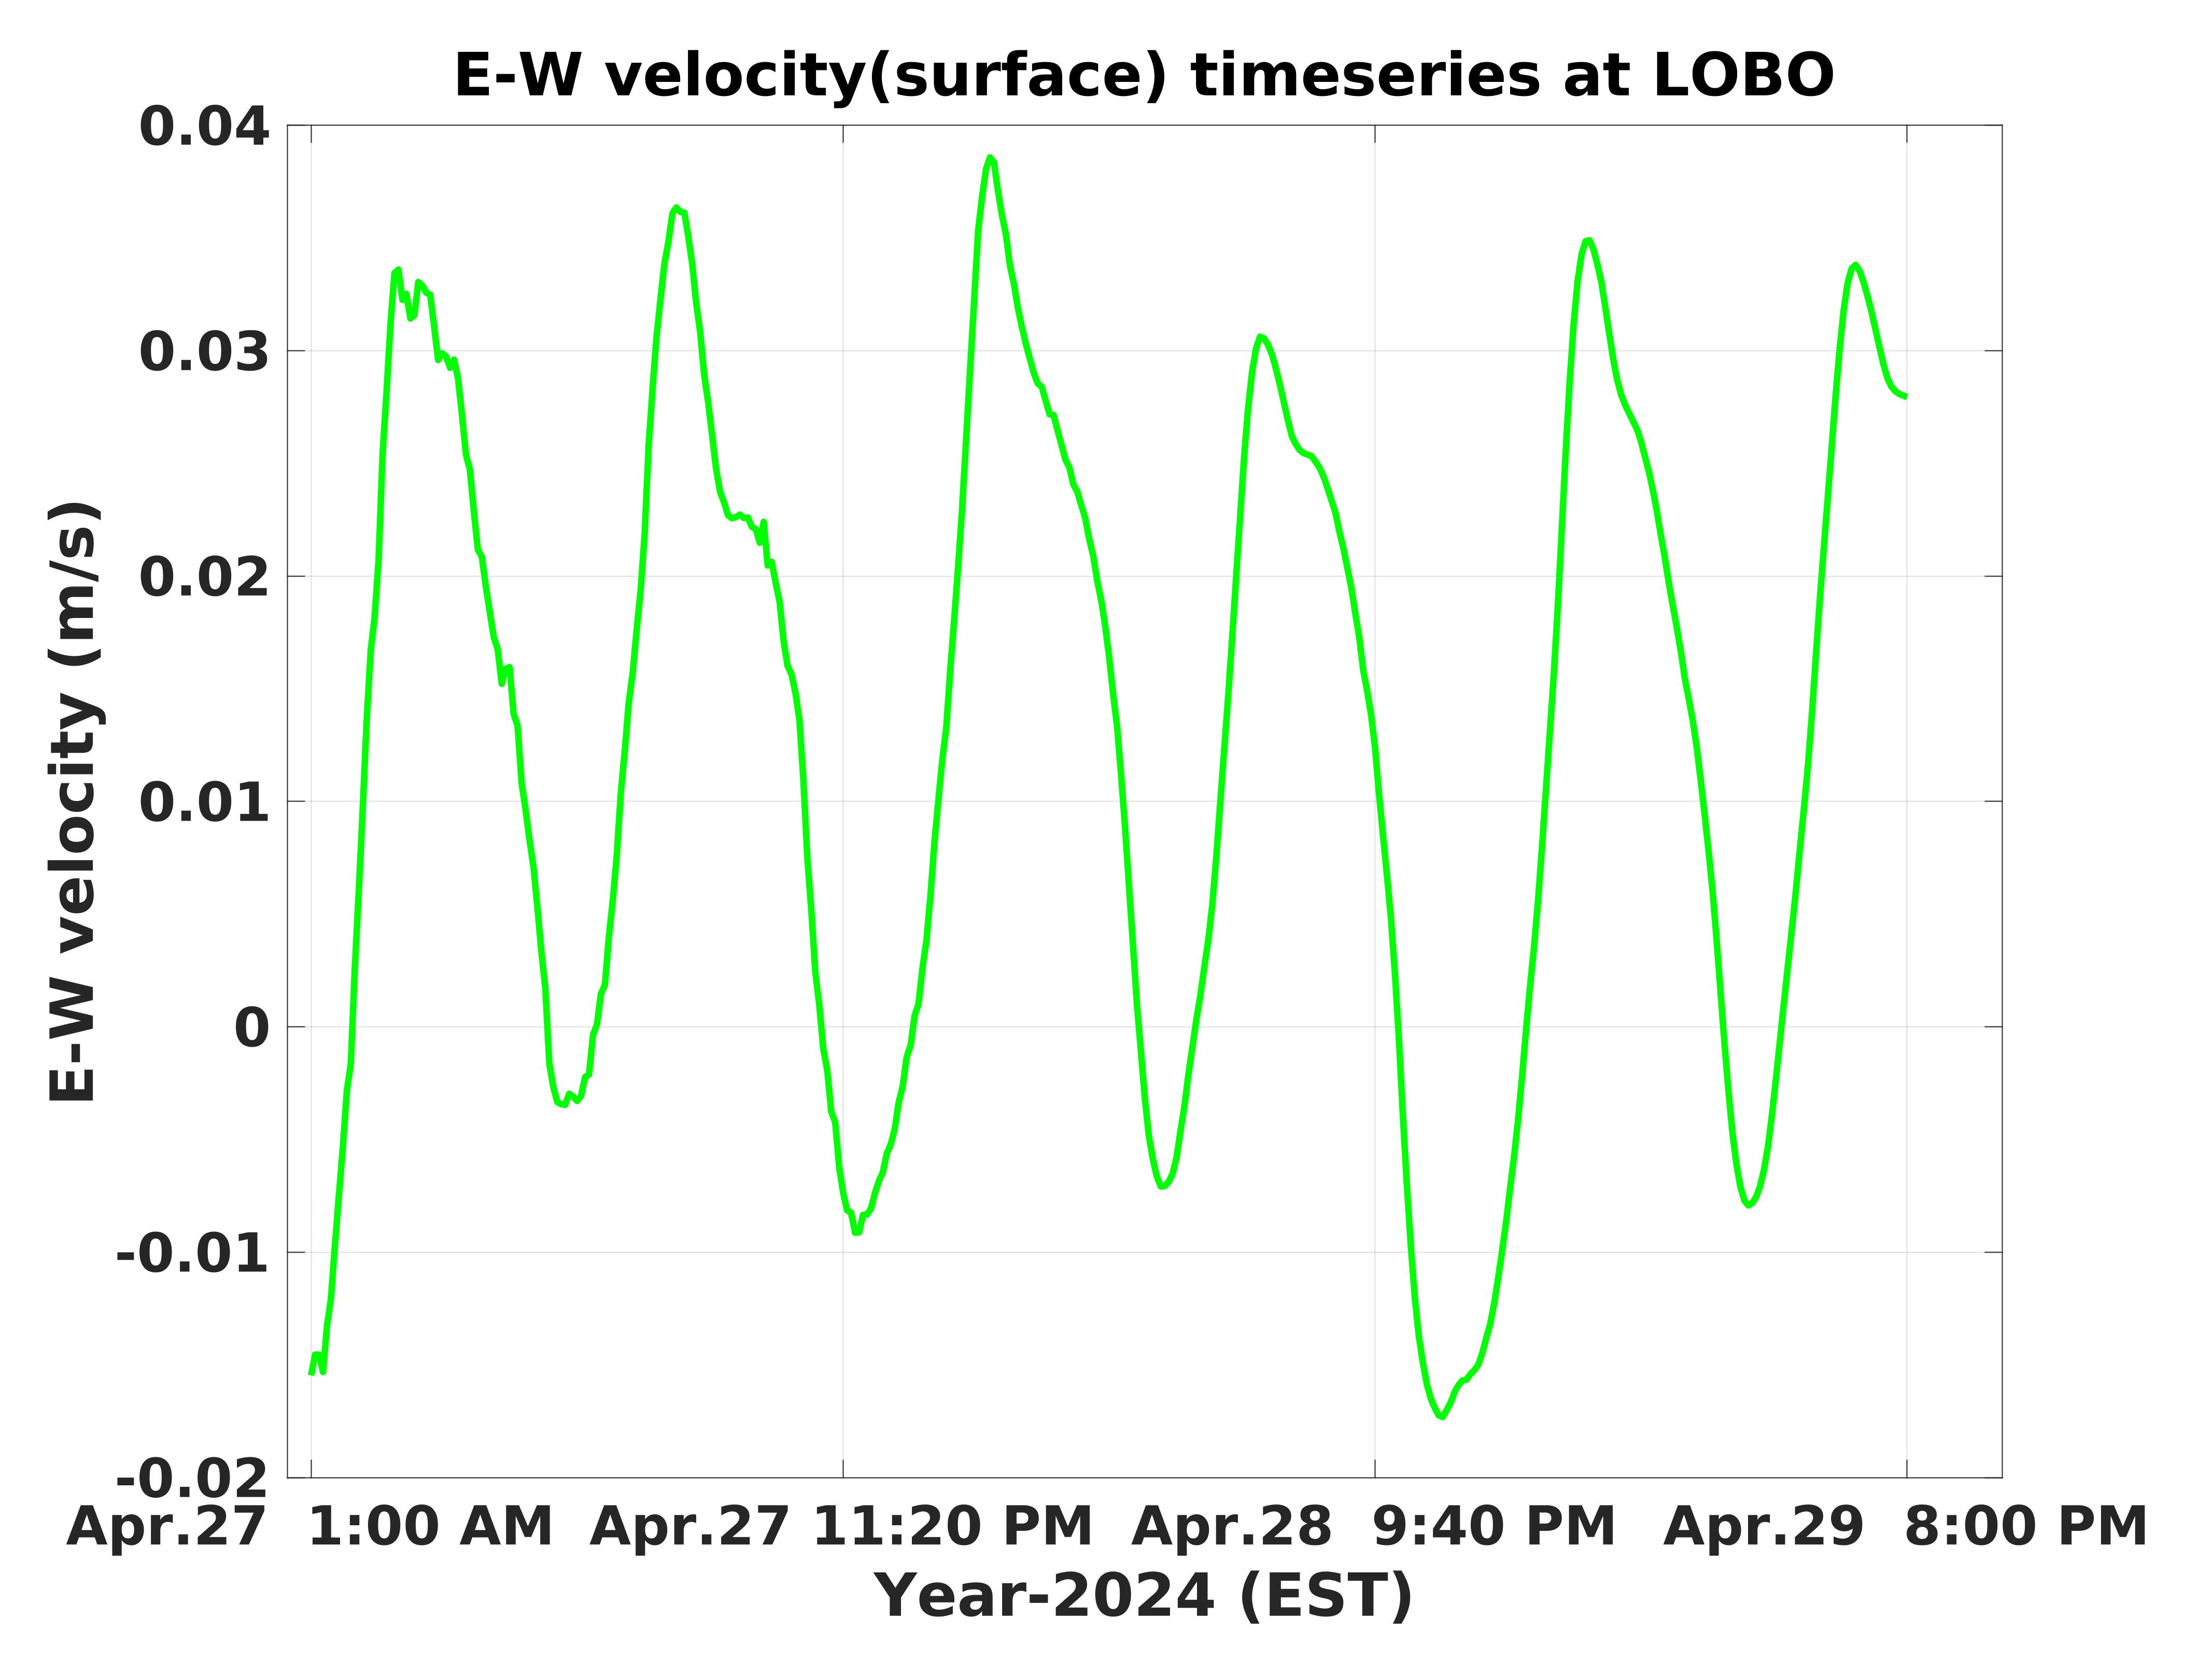 E-W velocity(surface) timeseries at LOBO
E-W velocity (m/s)
0.04
0.03
0.02
0.01
0
-0.01
-0.02
Apr.27 1:00 AM Apr.27 11:20 PM Apr.28 9:40 PM Apr.29 8:00 PM
Year-2024 (EST)